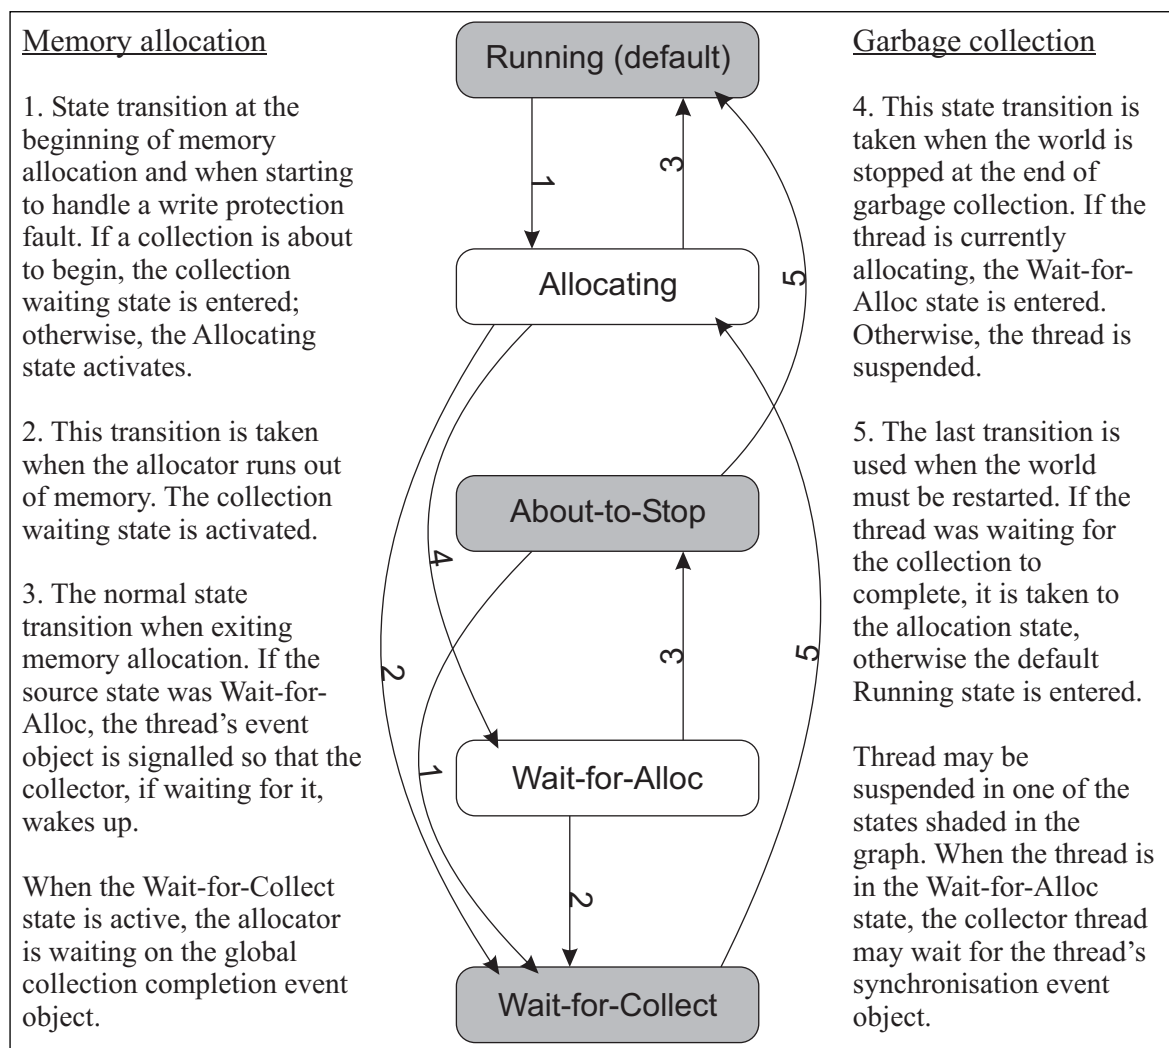 Memory allocation
1. State transition at the
beginning of memory
allocation and when starting
to handle a write protection
fault. If a collection is about
to begin, the collection
waiting state is entered;
otherwise, the Allocating
state activates.
2. This transition is taken
when the allocator runs out
of memory. The collection
waiting state is activated.
3. The normal state
transition when exiting
memory allocation. If the
source state was Wait-for-
Alloc, the thread's event
object is signalled so that the
collector, if waiting for it,
wakes up.
When the Wait-for-Collect
state is active, the allocator
is waiting on the global
collection completion event
object.
Running (default)
1
3
5
Allocating
About-to-Stop
4
2
3
5
1
Wait-for-Alloc
2
Wait-for-Collect
Garbage collection
4. This state transition is
taken when the world is
stopped at the end of
garbage collection. If the
thread is currently
allocating, the Wait-for-
Alloc state is entered.
Otherwise, the thread is
suspended.
5. The last transition is
used when the world
must be restarted. If the
thread was waiting for
the collection to
complete, it is taken to
the allocation state,
otherwise the default
Running state is entered.
Thread may be
suspended in one of the
states shaded in the
graph. When the thread is
in the Wait-for-Alloc
state, the collector thread
may wait for the thread's
synchronisation event
object.